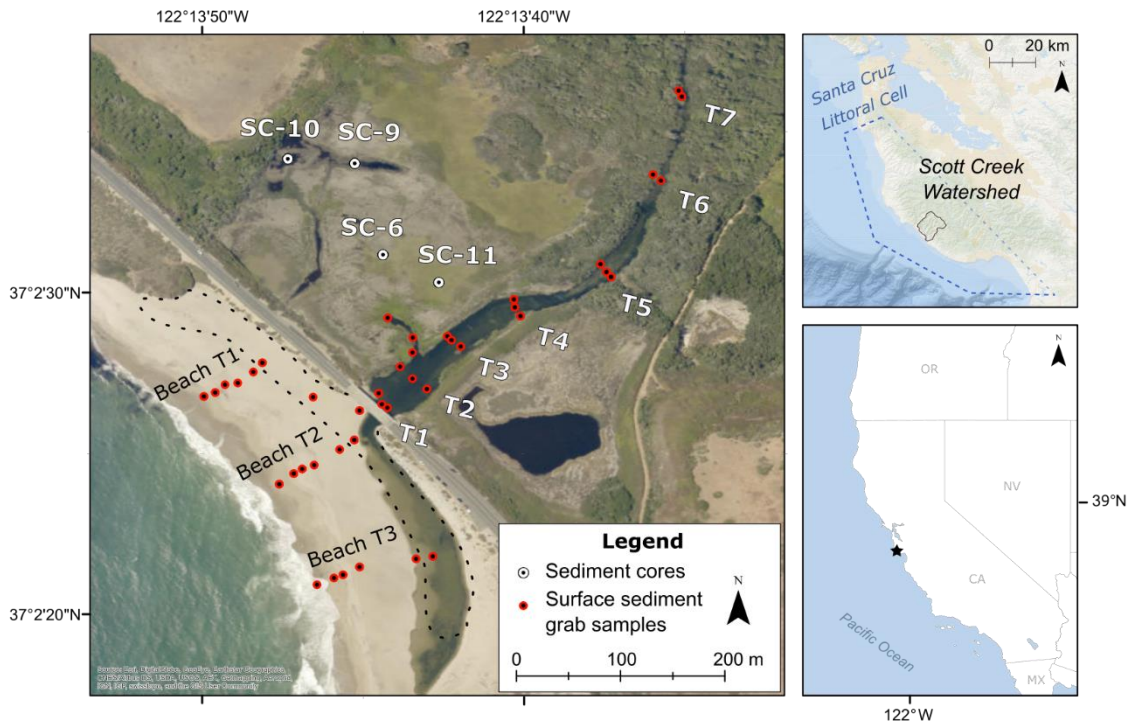 122°13'50"W
122°13'40"W
37°2'30"N
37°2'20"N
SC-10
SC-9
SC-6
SC-11
T7
T6
T5
T4
T3
T2
T1
Beach T1
Beach T2
Beach T3
Legend
Sediment cores
Surface sediment
grab samples
N
0 100 200 m
0 20 km
N
Santa Cruz
Littoral Cell
Scott Creek
Watershed
N
OR
NV
CA
MX
Pacific Ocean
39°N
122°W